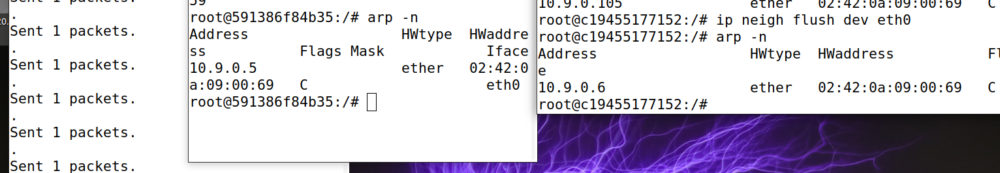 20.
Sent 1 packets.
.
Sent 1 packets.
.
Sent 1 packets.
.
Sent 1 packets.
.
Sent 1 packets.
.
Sent 1 packets.
59
root@591386f84b35:/# arp -n
Address                  HWtype  HWaddre
ss           Flags Mask            Iface
10.9.0.5                 ether   02:42:0
a:09:00:69   C                     eth0
root@591386f84b35:/#
10.9.0.105               ether   02:42:0a:09:00:69   C
root@c19455177152:/# ip neigh flush dev eth0
root@c19455177152:/# arp -n
Address                  HWtype  HWaddress           Fl
e
10.9.0.6                 ether   02:42:0a:09:00:69   C
root@c19455177152:/#